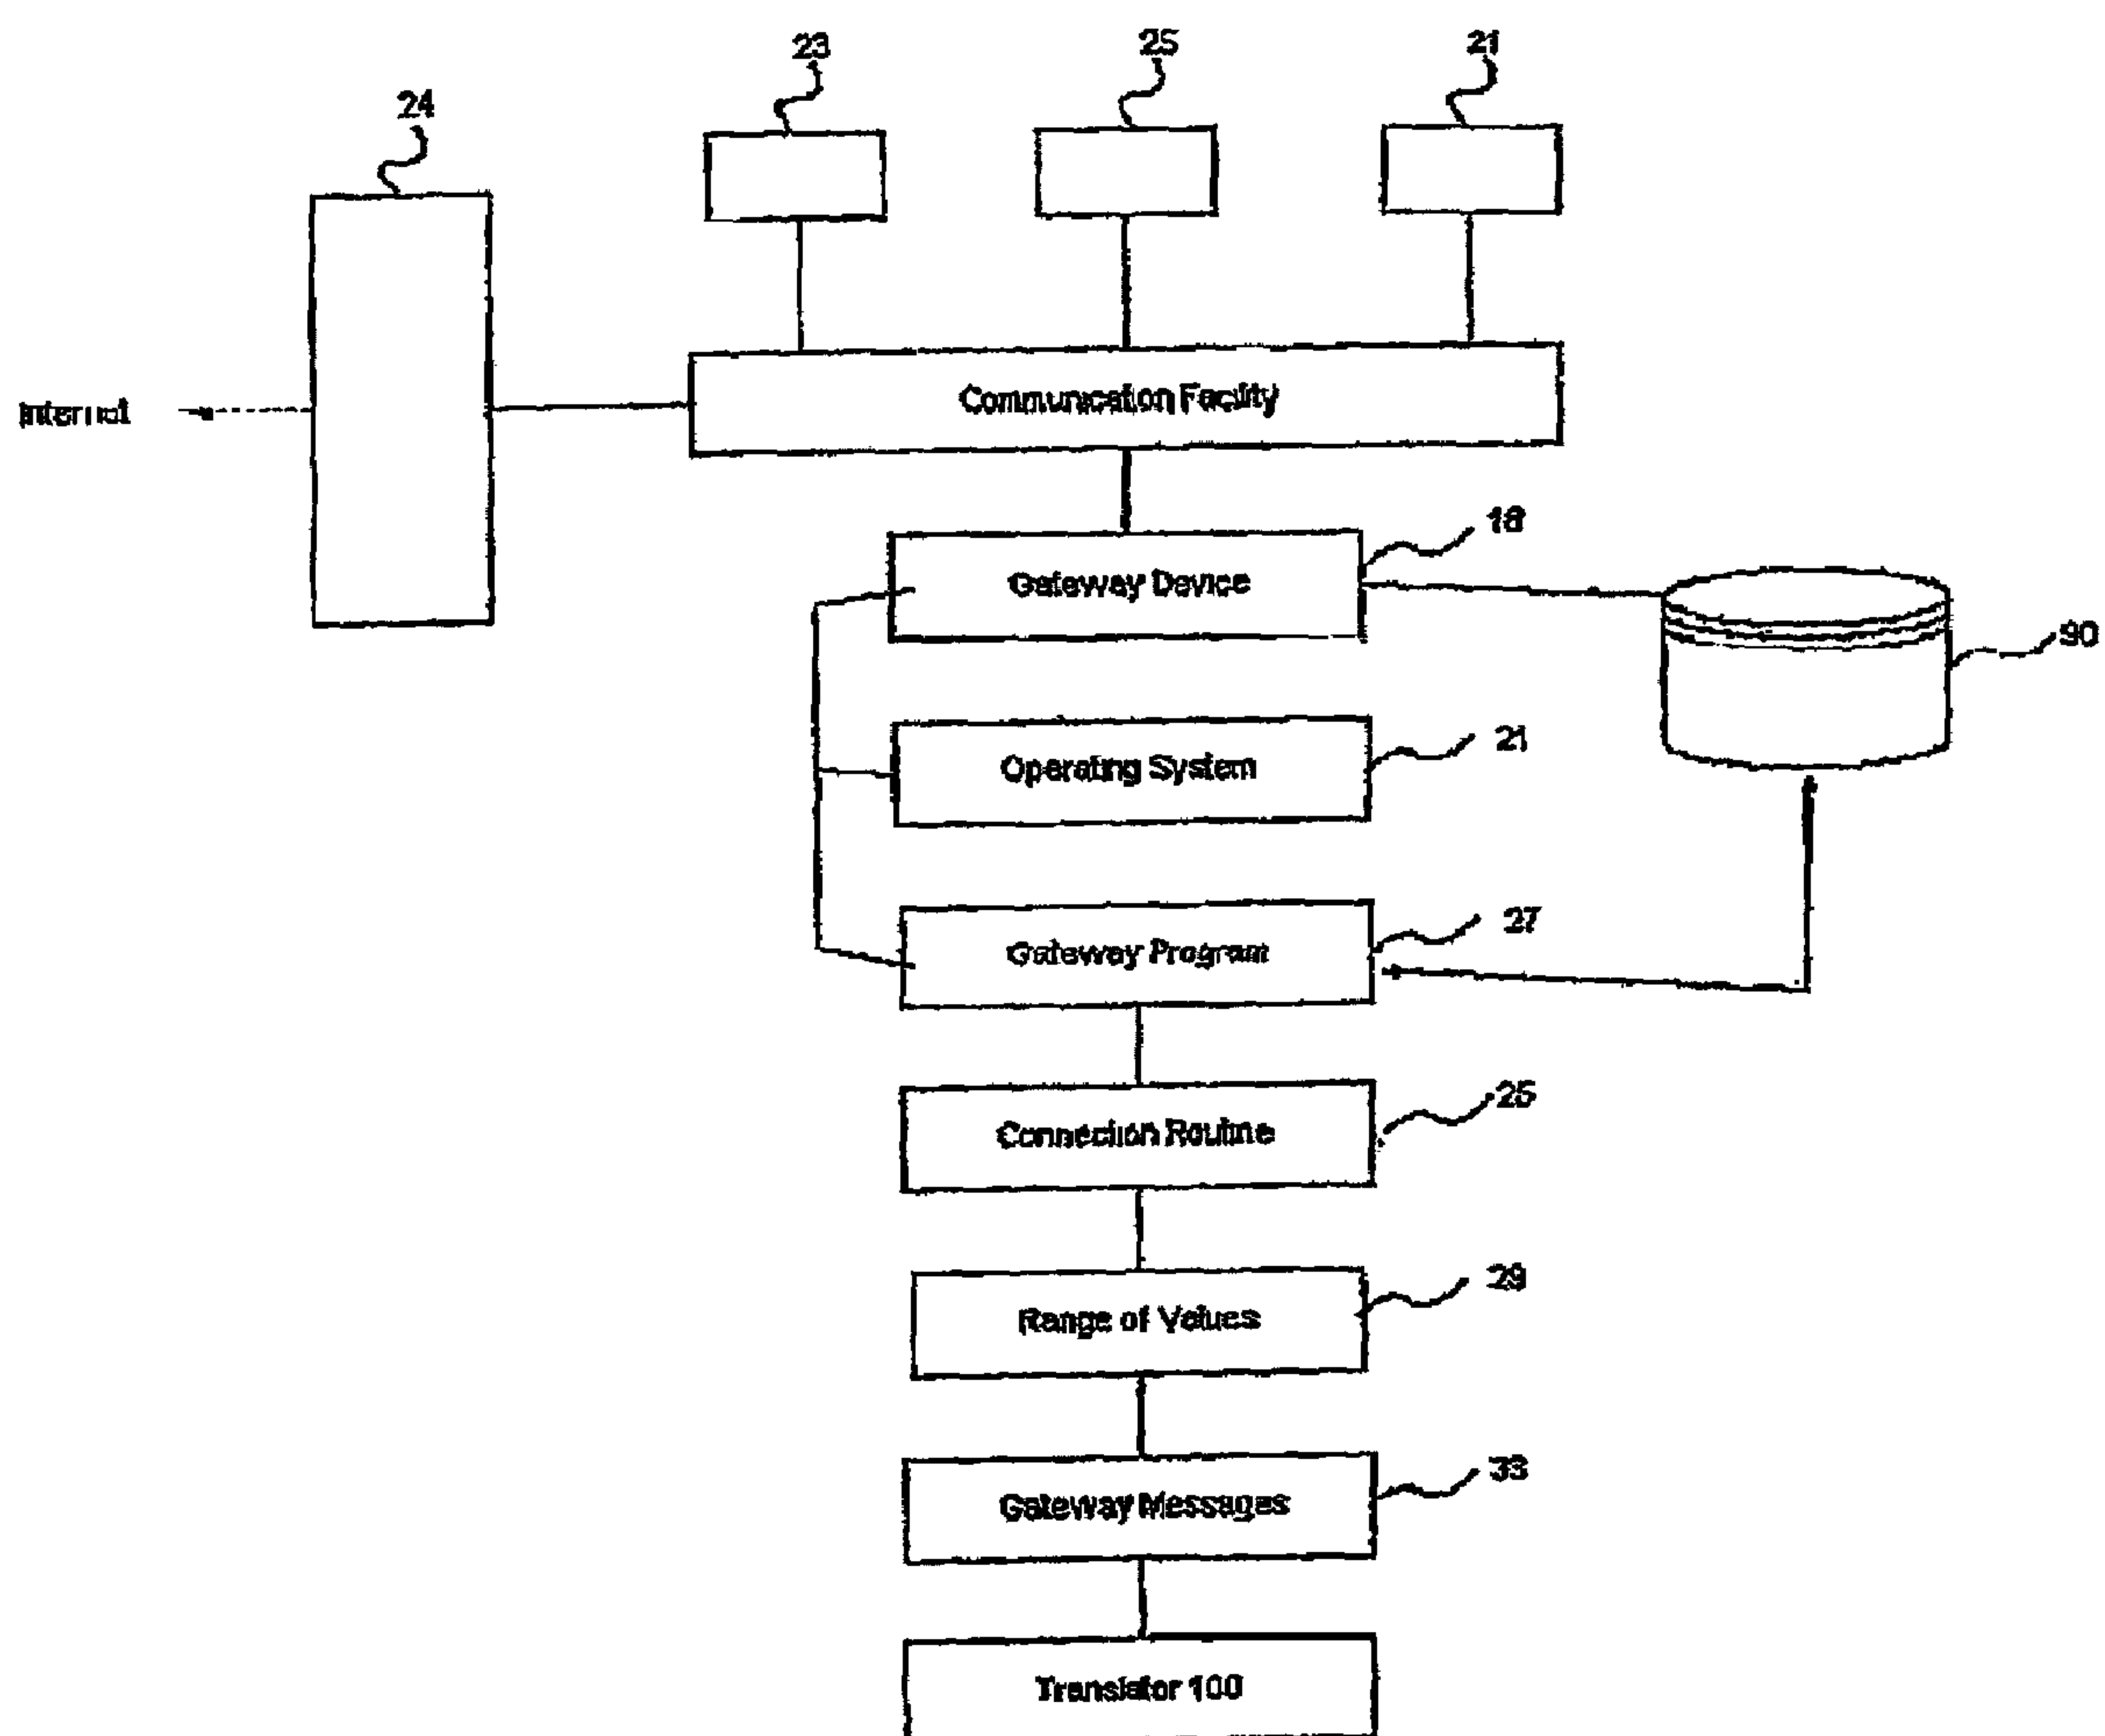 23
25
21
24
Communication Facility
Internet
18
Gateway Device
90
Operating System
21
Gateway Program
27
Connection Routine
25
Range of Values
29
Gateway Messages
33
Translator 100